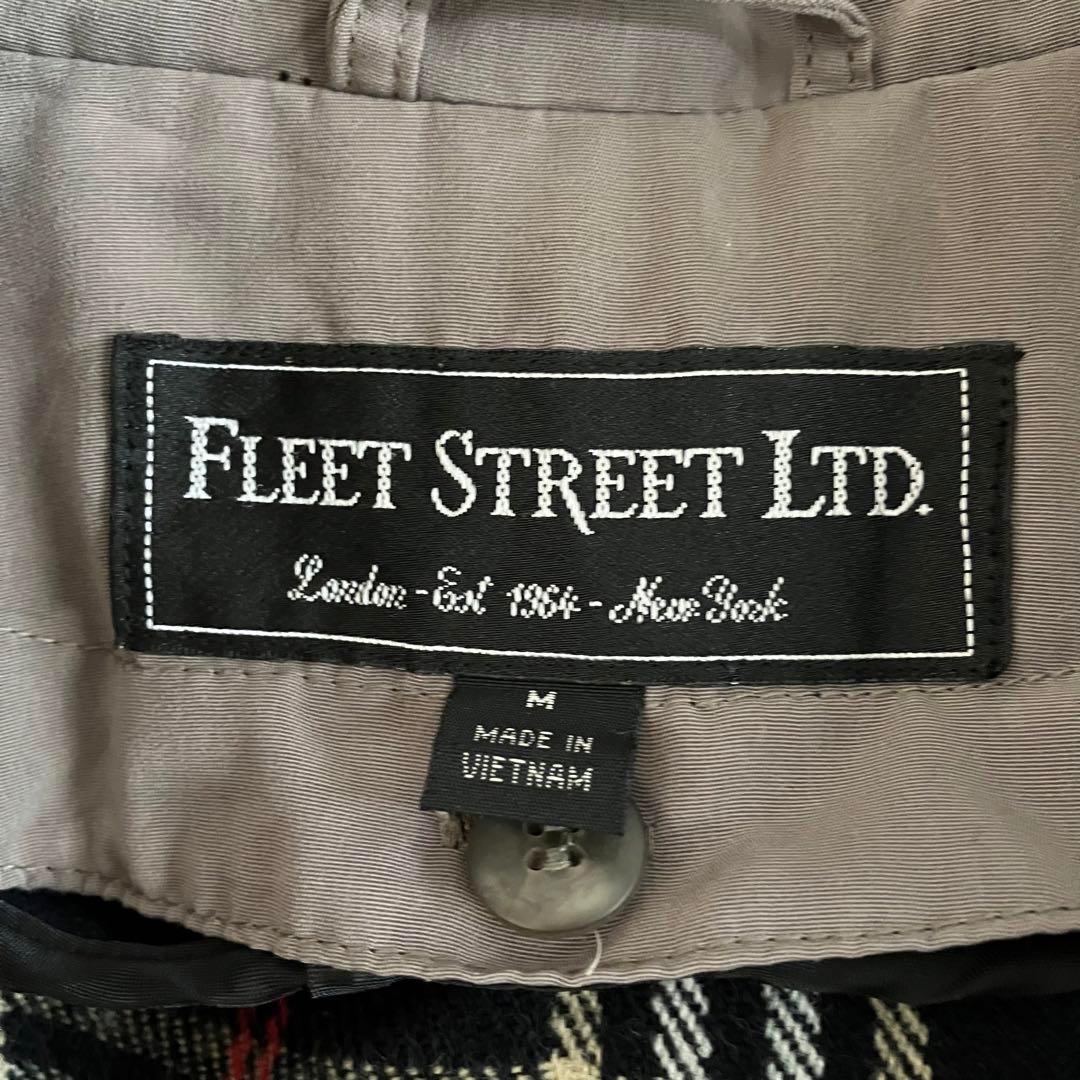 FLEET STREET LTD.
London - Est 1964 - New York
M
MADE IN
VIETNAM